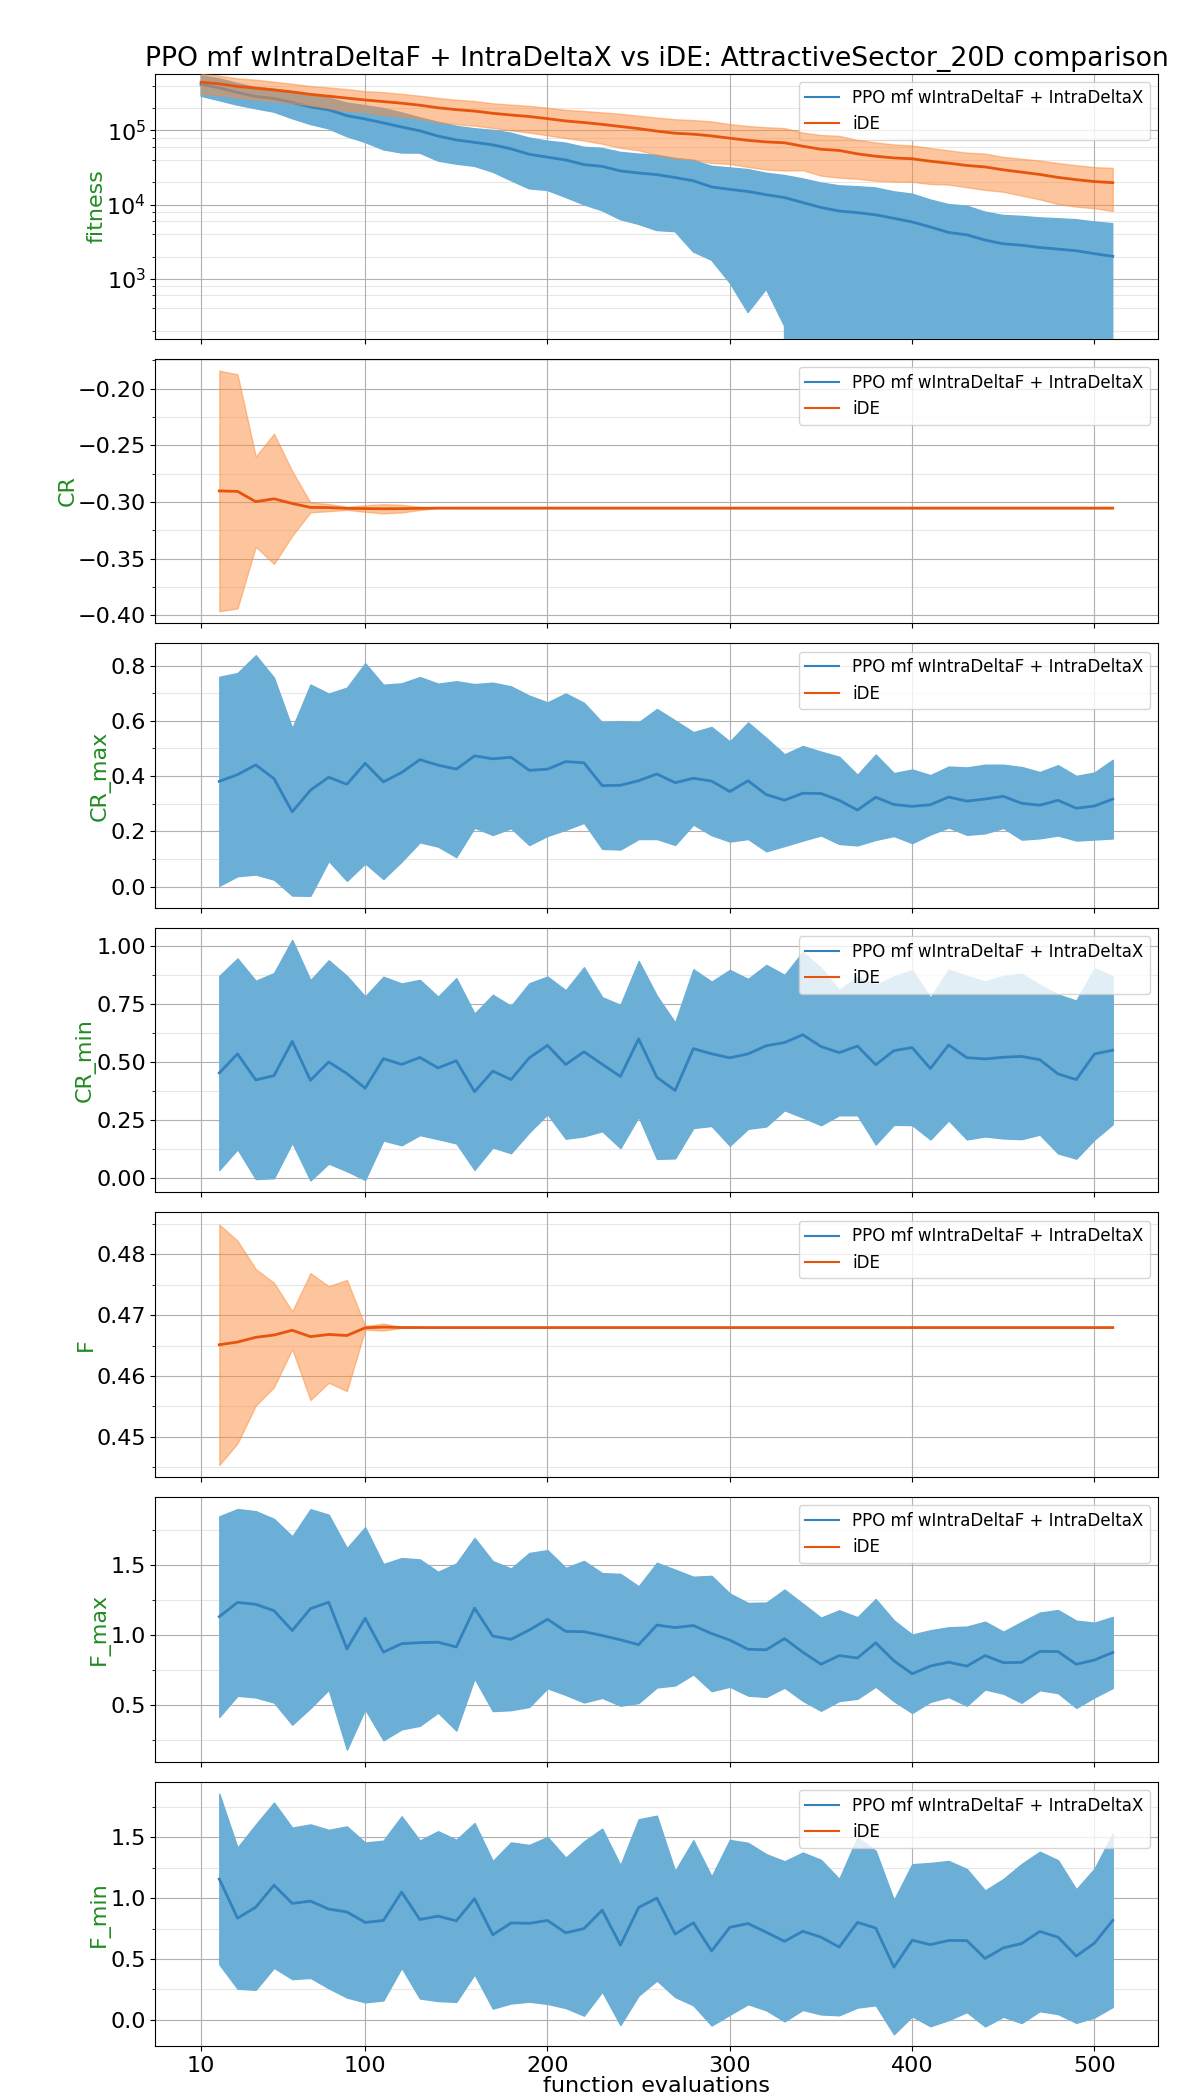 PPO mf wIntraDeltaF + IntraDeltaX vs iDE: AttractiveSector_20D comparison
PPO mf wIntraDeltaF + IntraDeltaX
iDE
10⁵
10⁴
10³
fitness
PPO mf wIntraDeltaF + IntraDeltaX
iDE
−0.20
−0.25
−0.30
−0.35
−0.40
CR
PPO mf wIntraDeltaF + IntraDeltaX
iDE
0.8
0.6
0.4
0.2
0.0
CR_max
PPO mf wIntraDeltaF + IntraDeltaX
iDE
1.00
0.75
0.50
0.25
0.00
CR_min
PPO mf wIntraDeltaF + IntraDeltaX
iDE
0.48
0.47
0.46
0.45
F
PPO mf wIntraDeltaF + IntraDeltaX
iDE
1.5
1.0
0.5
F_max
PPO mf wIntraDeltaF + IntraDeltaX
iDE
1.5
1.0
0.5
0.0
F_min
10 100 200 300 400 500
function evaluations